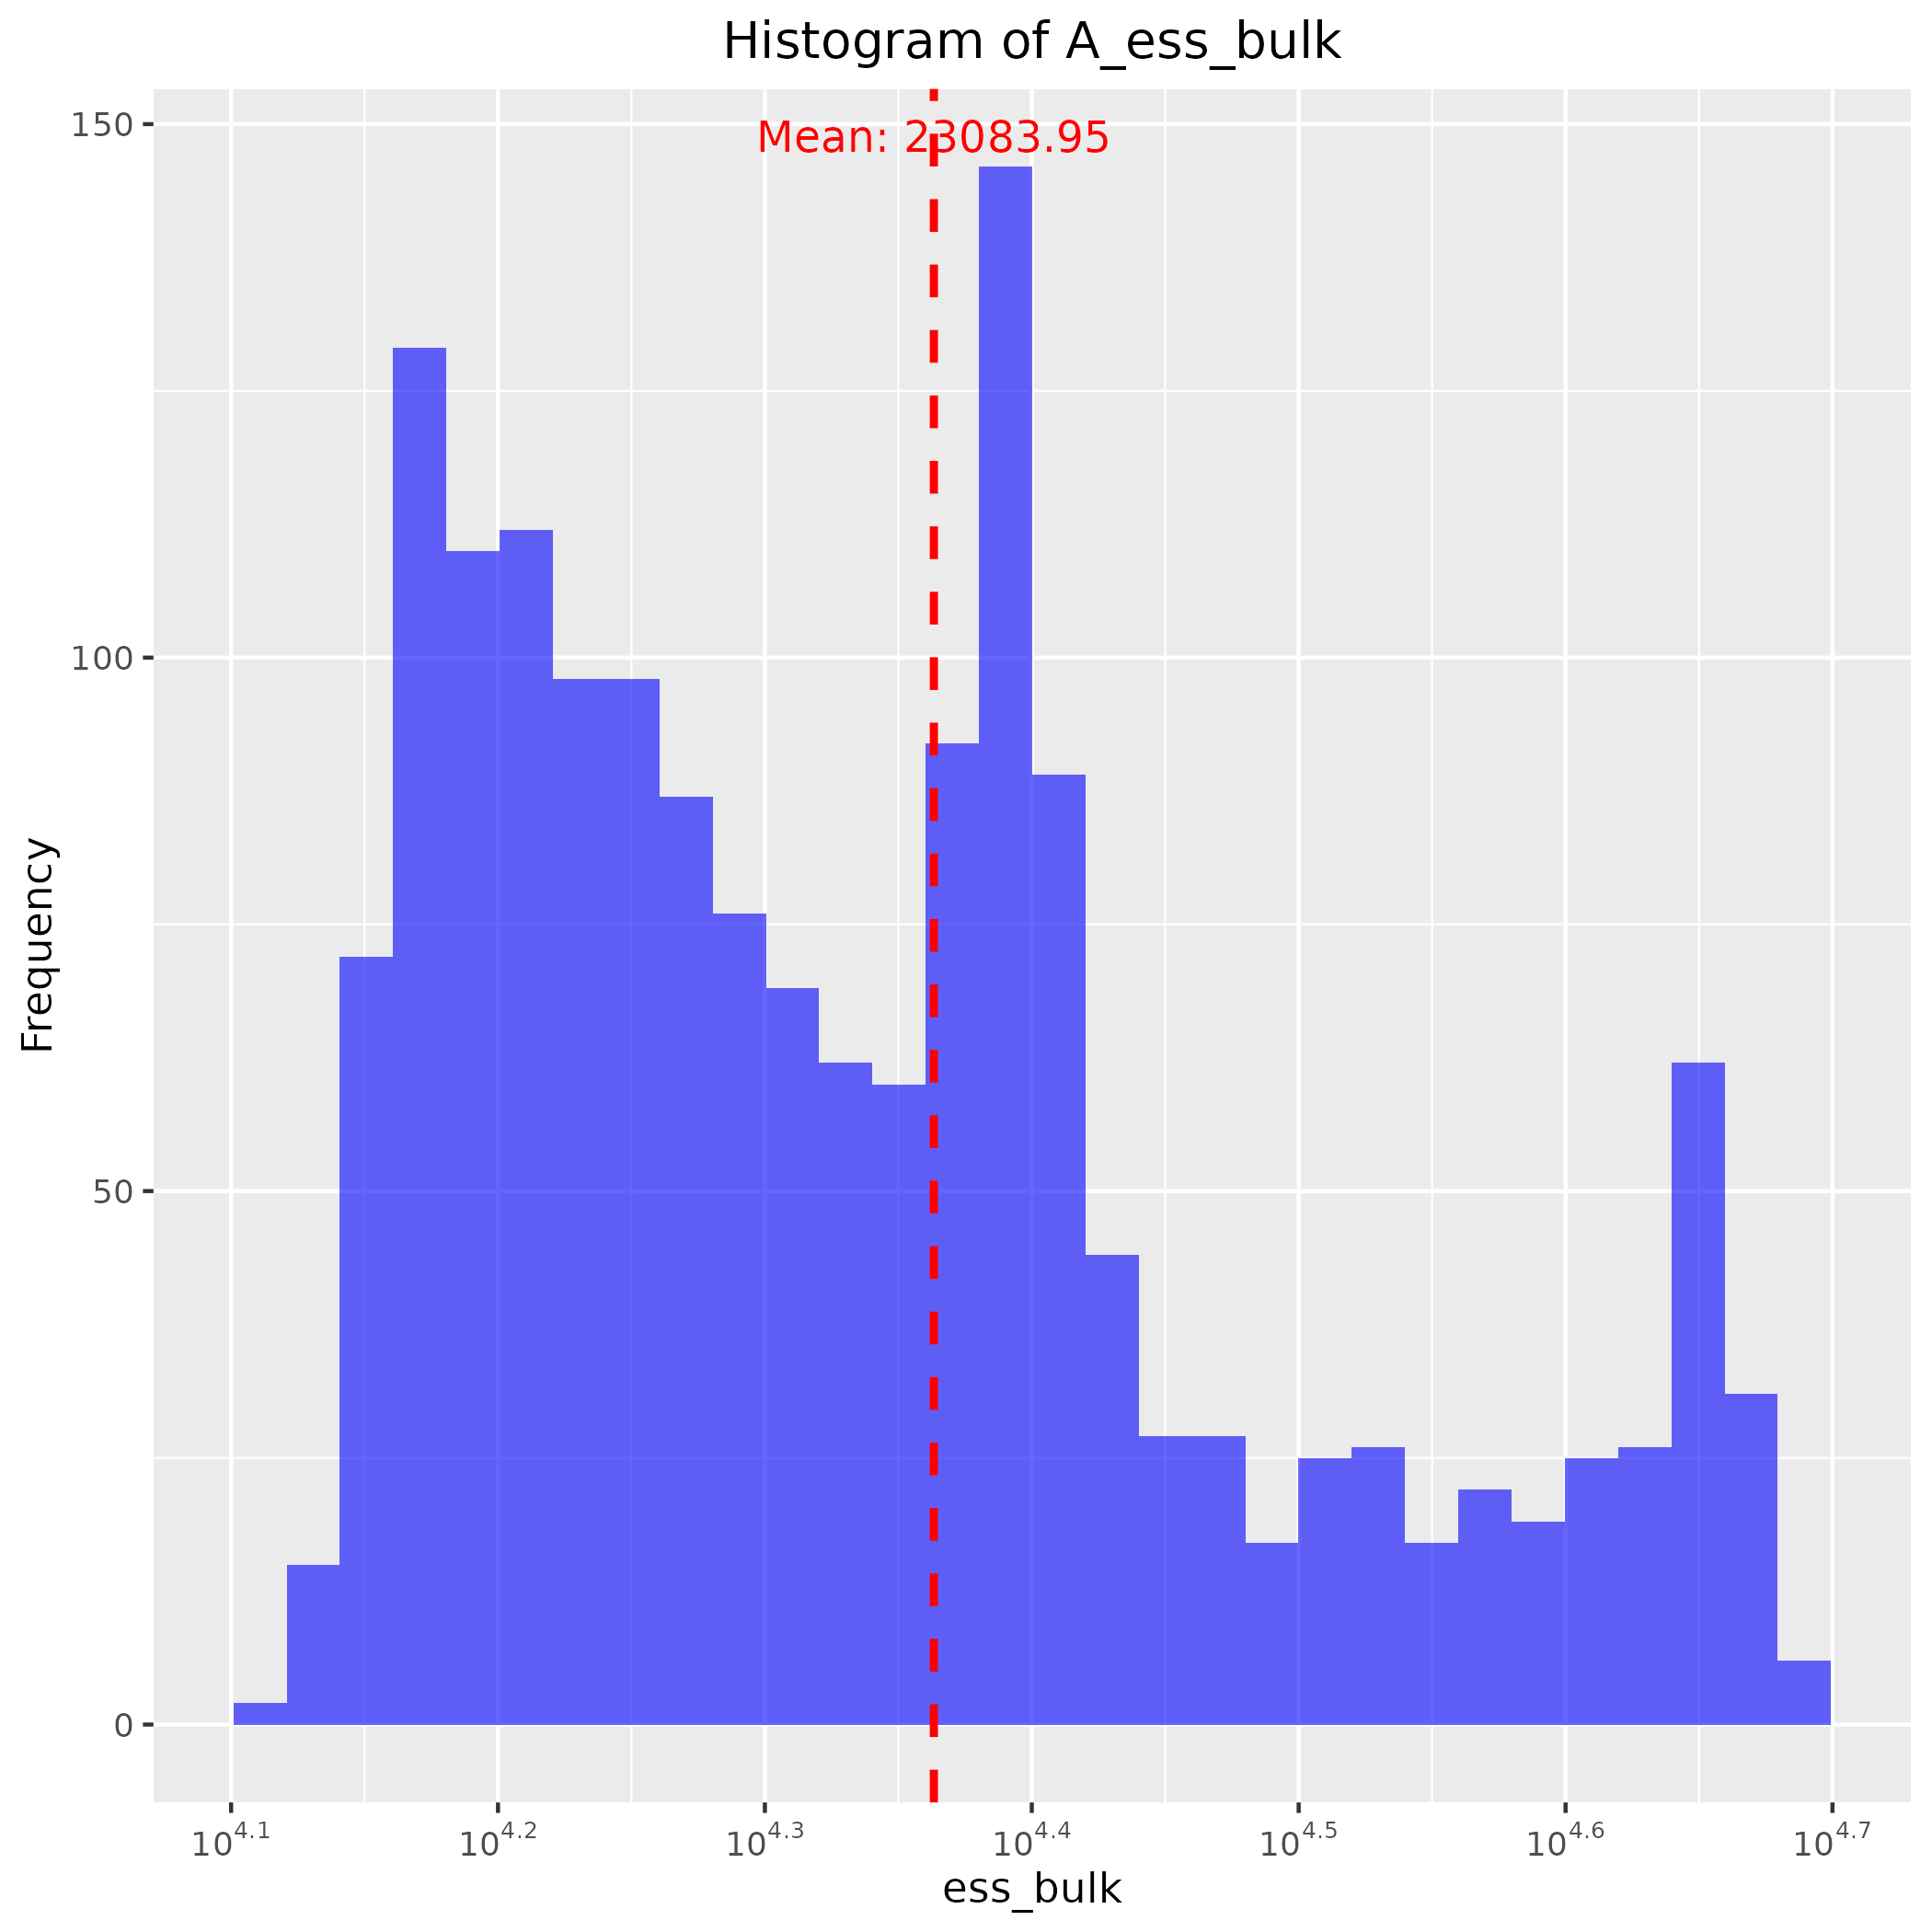 Histogram of A_ess_bulk
Mean: 23083.95
150
100
50
0
Frequency
10^4.1 10^4.2 10^4.3 10^4.4 10^4.5 10^4.6 10^4.7
ess_bulk